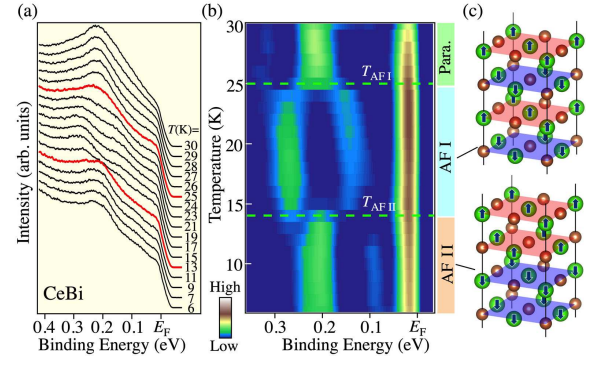 (a)
Intensity (arb. units)
T(K)=
30
29
28
27
26
25
24
23
21
19
17
15
13
11
9
7
6
CeBi
0.4 0.3 0.2 0.1 EF
Binding Energy (eV)
High
Low
(b)
Temperature (K)
30
25
20
15
10
TAF I
TAF II
0.3 0.2 0.1 EF
Binding Energy (eV)
Para.
AF I
AF II
(c)